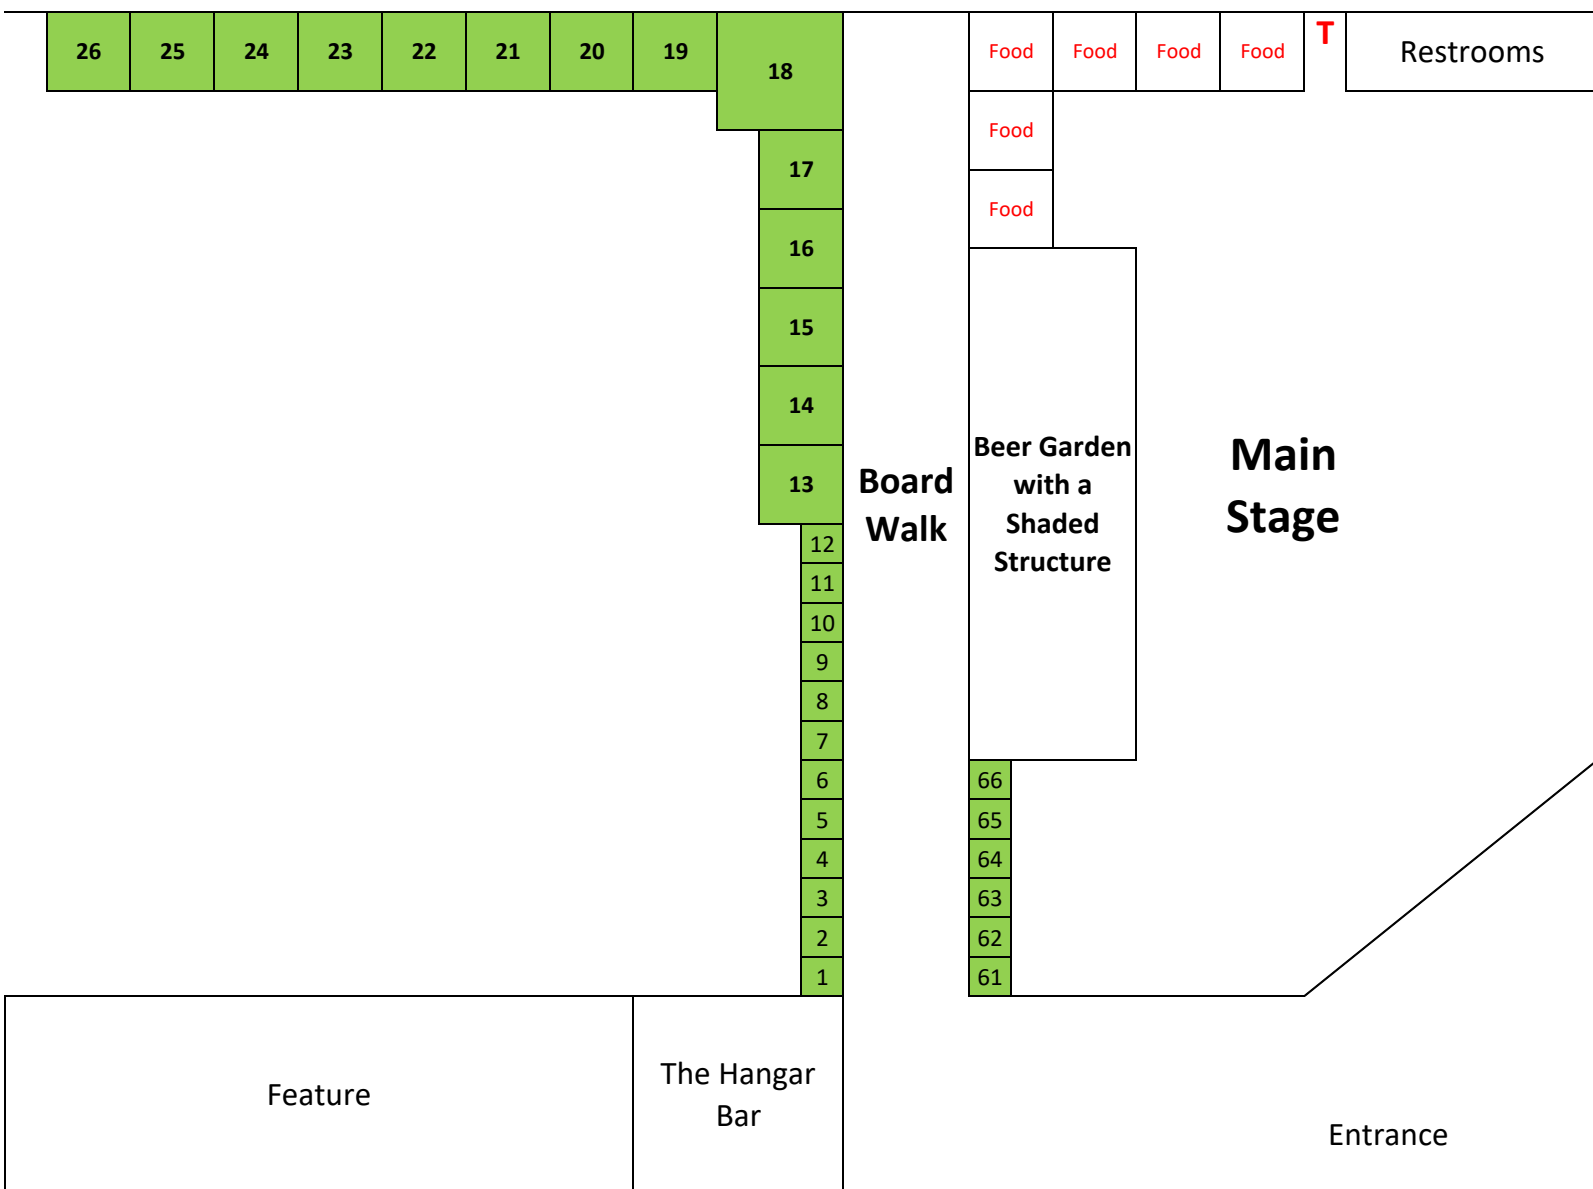 26 25 24 23 22 21 20 19 18 Food Food Food Food T Restrooms
Food
17
Food
16
15
14
13
Board
Walk
Beer Garden
with a
Shaded
Structure
Main
Stage
12
11
10
9
8
7
6
5
4
3
2
1
66
65
64
63
62
61
Feature
The Hangar
Bar
Entrance